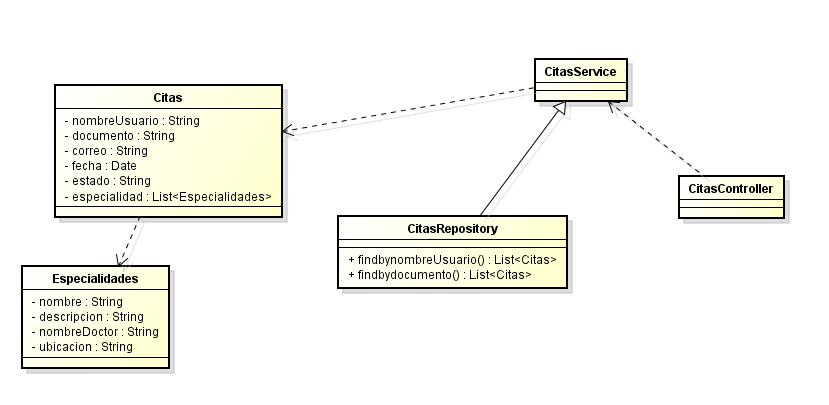 CitasService
Citas
- nombreUsuario : String
- documento : String
- correo : String
- fecha : Date
- estado : String
- especialidad : List<Especialidades>
CitasController
CitasRepository
+ findbynombreUsuario() : List<Citas>
+ findbydocumento() : List<Citas>
Especialidades
- nombre : String
- descripcion : String
- nombreDoctor : String
- ubicacion : String